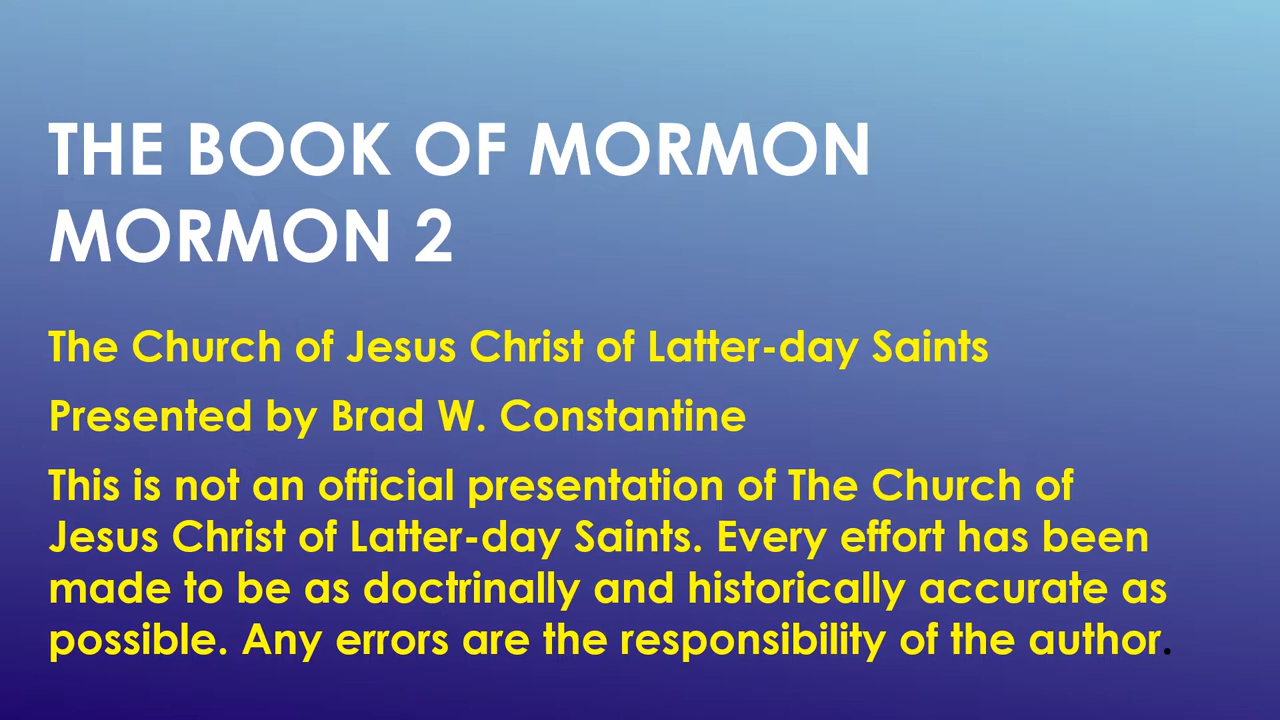 THE BOOK OF MORMON
MORMON 2
The Church of Jesus Christ of Latter-day Saints
Presented by Brad W. Constantine
This is not an official presentation of The Church of
Jesus Christ of Latter-day Saints. Every effort has been
made to be as doctrinally and historically accurate as
possible. Any errors are the responsibility of the author.